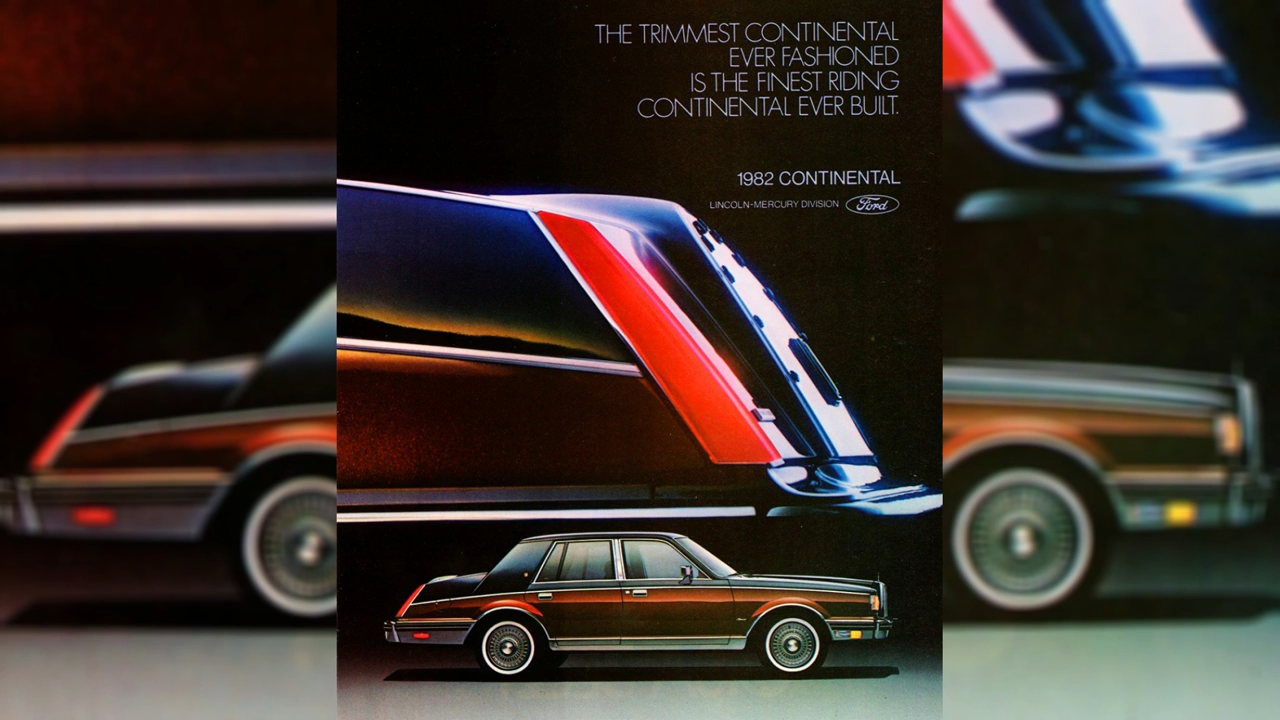 THE TRIMMEST CONTINENTAL
EVER FASHIONED
IS THE FINEST RIDING
CONTINENTAL EVER BUILT.
1982 CONTINENTAL
LINCOLN-MERCURY DIVISION Ford